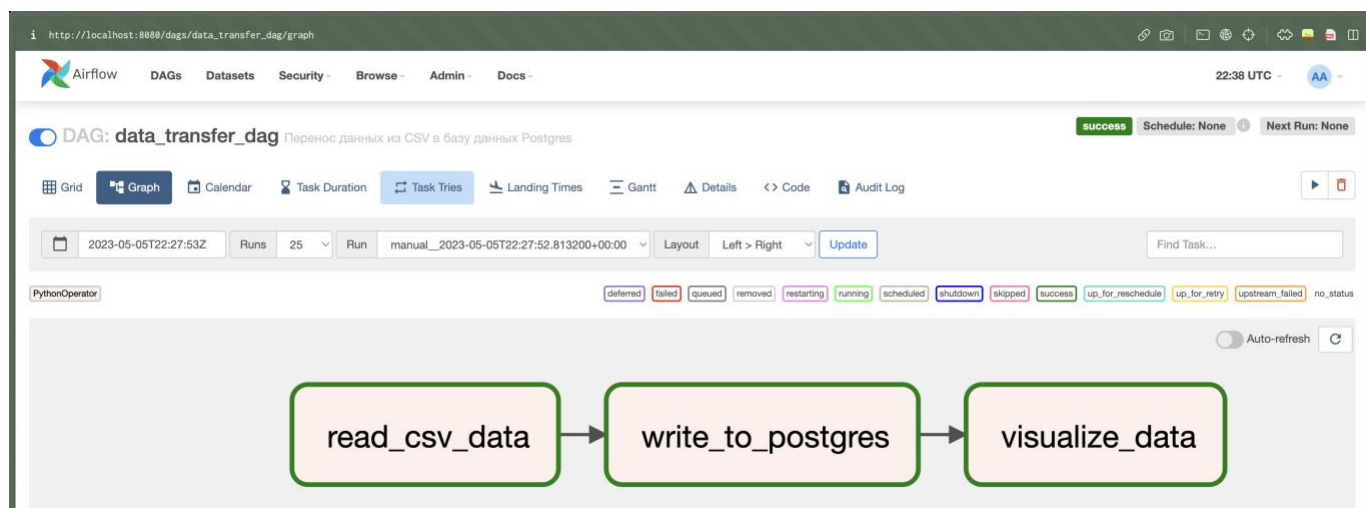 i http://localhost:8080/dags/data_transfer_dag/graph
Airflow DAGs Datasets Security Browse Admin Docs 22:38 UTC AA
DAG: data_transfer_dag Перенос данных из CSV в базу данных Postgres success Schedule: None i Next Run: None
Grid Graph Calendar Task Duration Task Tries Landing Times Gantt Details <> Code Audit Log
2023-05-05T22:27:53Z Runs 25 Run manual__2023-05-05T22:27:52.813200+00:00 Layout Left > Right Update Find Task...
PythonOperator deferred failed queued removed restarting running scheduled shutdown skipped success up_for_reschedule up_for_retry upstream_failed no_status
Auto-refresh
read_csv_data write_to_postgres visualize_data